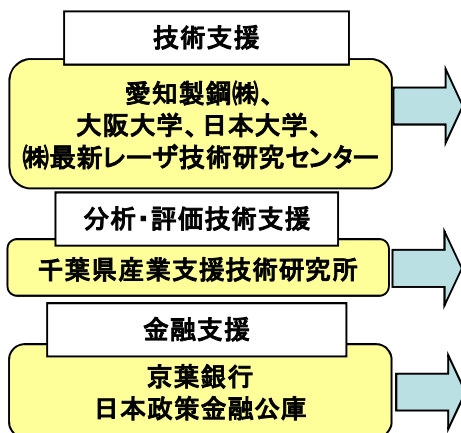 技術支援
愛知製鋼㈱、
大阪大学、日本大学、
㈱最新レーザ技術研究センター
分析・評価技術支援
千葉県産業支援技術研究所
金融支援
京葉銀行
日本政策金融公庫